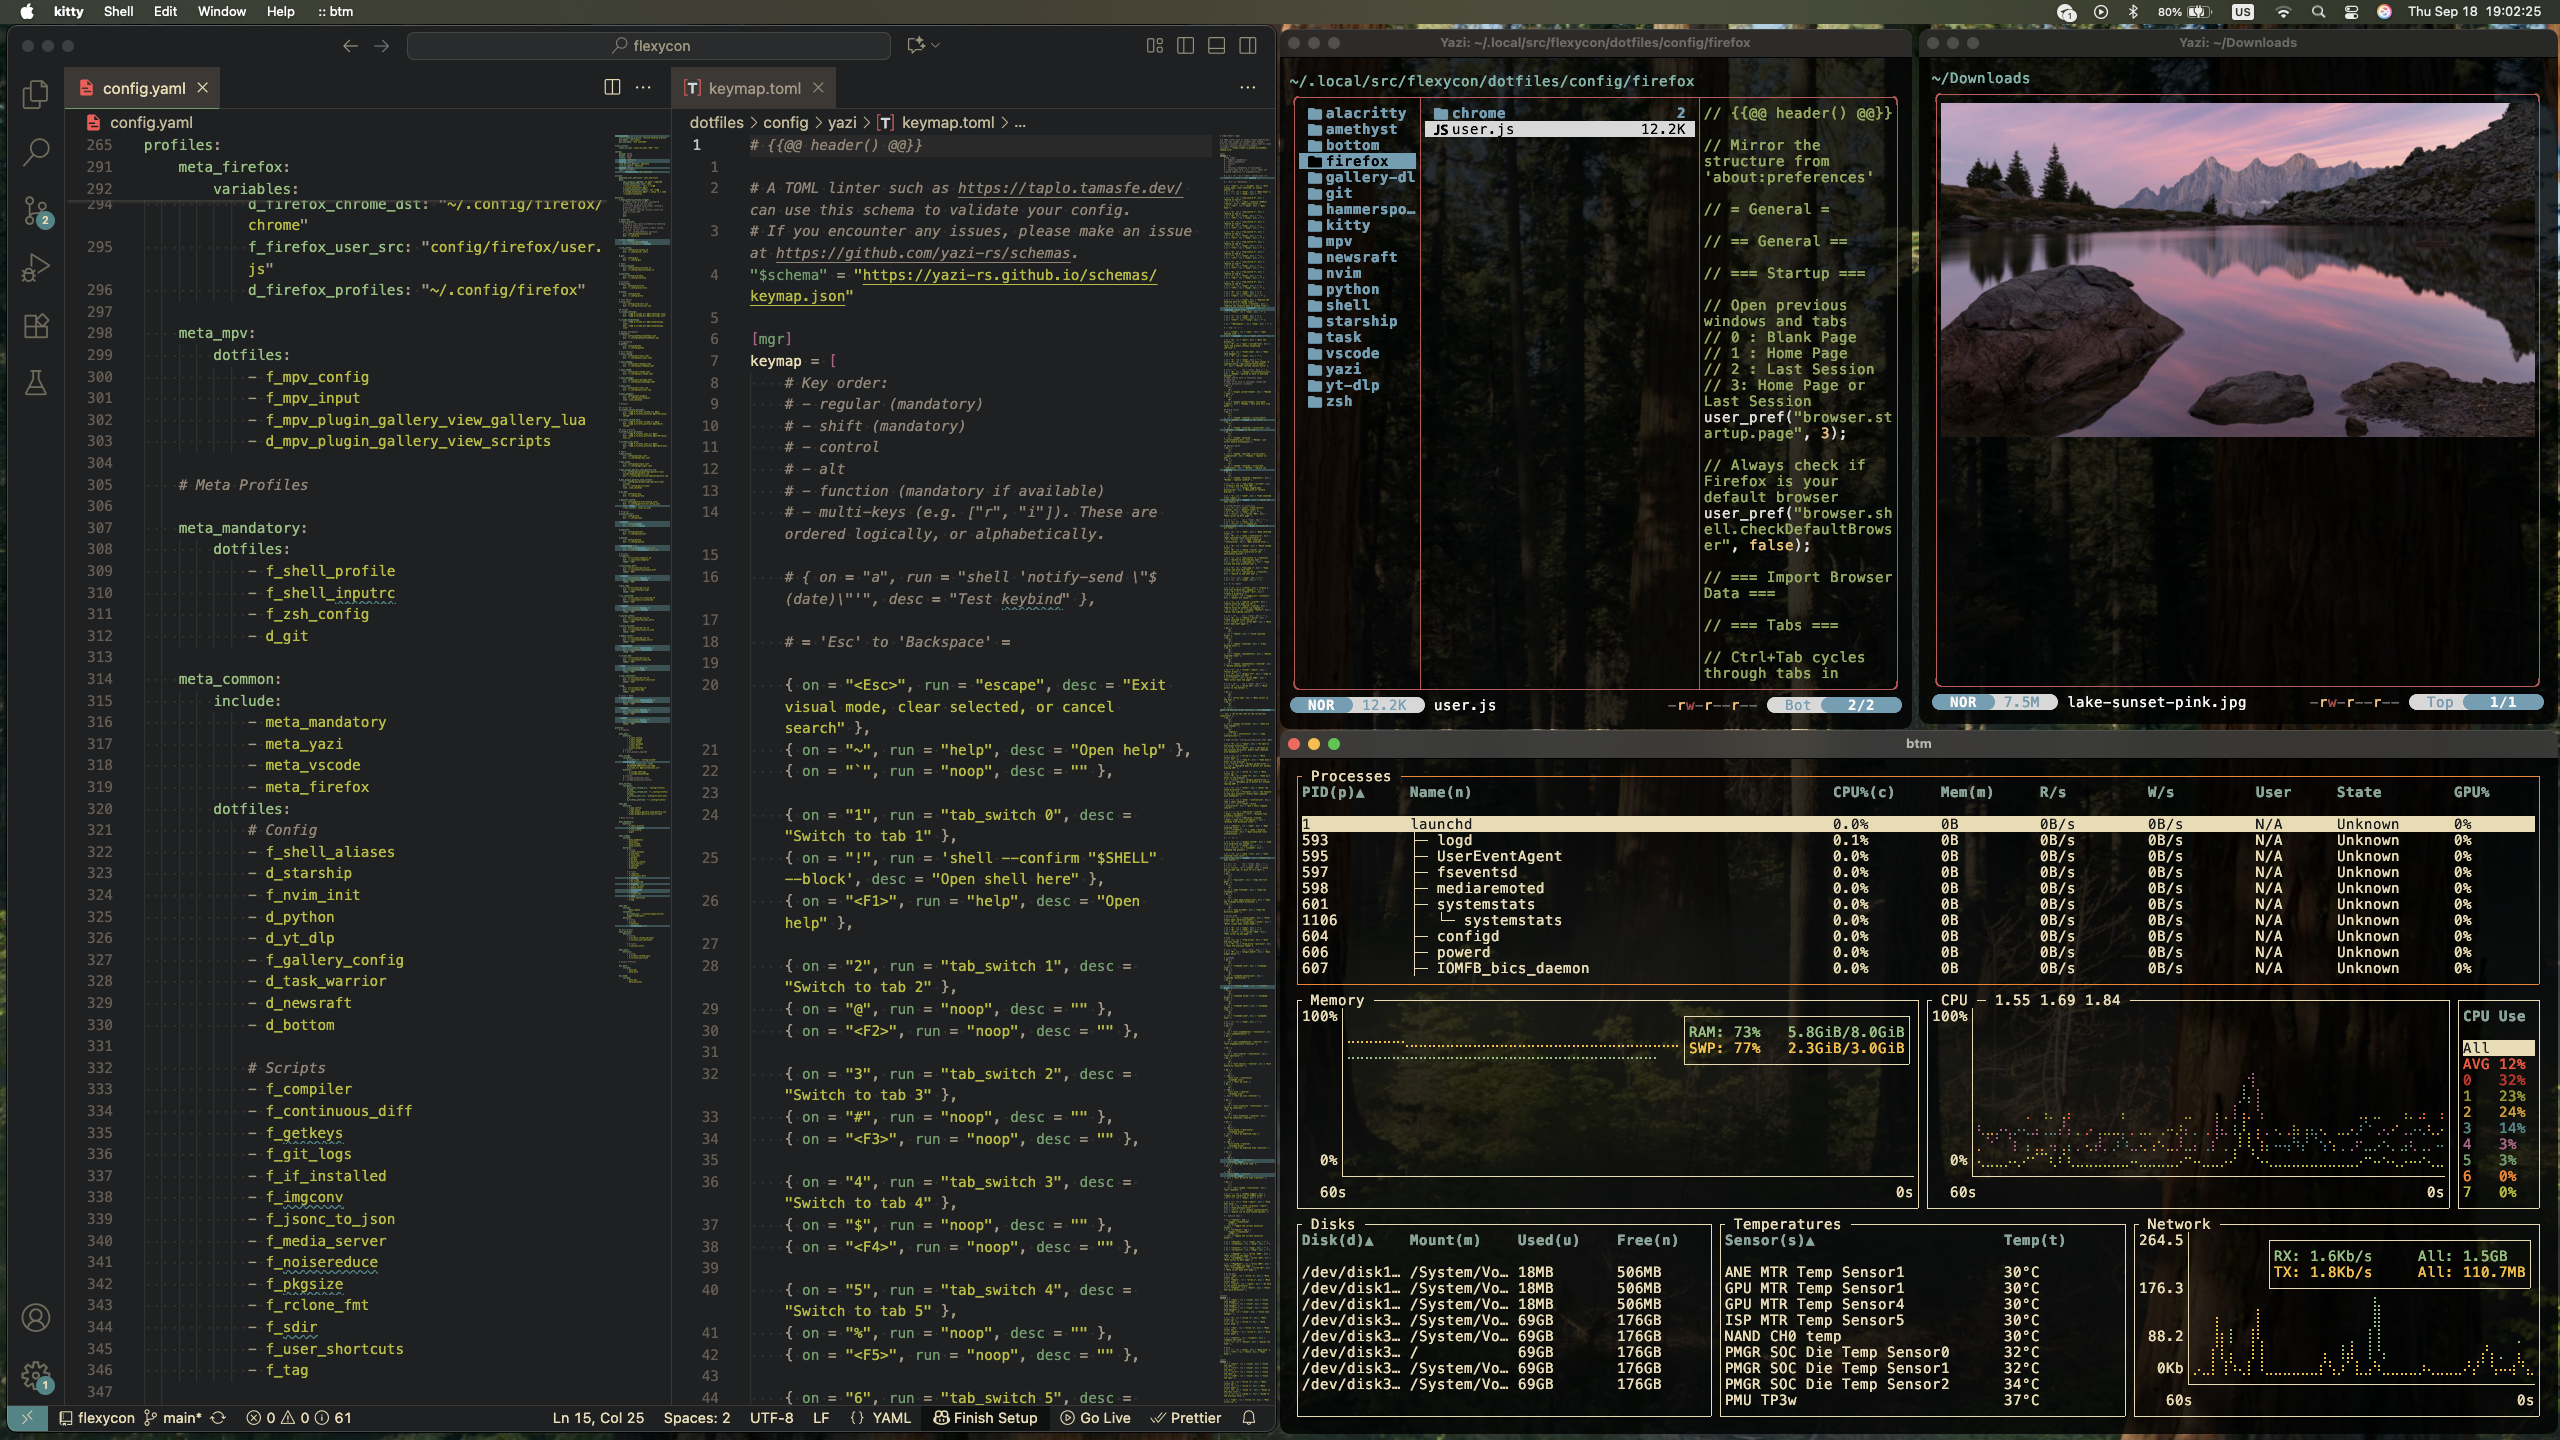 kitty Shell Edit Window Help :: btm
80% US Thu Sep 18 19:02:25
flexycon
config.yaml
config.yaml
265 profiles:
291 meta_firefox:
292 variables:
294 d_firefox_chrome_dst: "~/.config/firefox/
chrome"
295 f_firefox_user_src: "config/firefox/user.
js"
296 d_firefox_profiles: "~/.config/firefox"
297
298 meta_mpv:
299 dotfiles:
300 - f_mpv_config
301 - f_mpv_input
302 - f_mpv_plugin_gallery_view_gallery_lua
303 - d_mpv_plugin_gallery_view_scripts
304
305 # Meta Profiles
306
307 meta_mandatory:
308 dotfiles:
309 - f_shell_profile
310 - f_shell_inputrc
311 - f_zsh_config
312 - d_git
313
314 meta_common:
315 include:
316 - meta_mandatory
317 - meta_yazi
318 - meta_vscode
319 - meta_firefox
320 dotfiles:
321 # Config
322 - f_shell_aliases
323 - d_starship
324 - f_nvim_init
325 - d_python
326 - d_yt_dlp
327 - f_gallery_config
328 - d_task_warrior
329 - d_newsraft
330 - d_bottom
331
332 # Scripts
333 - f_compiler
334 - f_continuous_diff
335 - f_getkeys
336 - f_git_logs
337 - f_if_installed
338 - f_imgconv
339 - f_jsonc_to_json
340 - f_media_server
341 - f_noisereduce
342 - f_pkgsize
343 - f_rclone_fmt
344 - f_sdir
345 - f_user_shortcuts
346 - f_tag
347
keymap.toml
dotfiles > config > yazi > [T] keymap.toml > ...
1 # {{@@ header() @@}}
1
2 # A TOML linter such as https://taplo.tamasfe.dev/
can use this schema to validate your config.
3 # If you encounter any issues, please make an issue
at https://github.com/yazi-rs/schemas.
4 "$schema" = "https://yazi-rs.github.io/schemas/
keymap.json"
5
6 [mgr]
7 keymap = [
8 # Key order:
9 # - regular (mandatory)
10 # - shift (mandatory)
11 # - control
12 # - alt
13 # - function (mandatory if available)
14 # - multi-keys (e.g. ["r", "i"]). These are
ordered logically, or alphabetically.
15
16 # { on = "a", run = "shell 'notify-send \"$
(date)\"'", desc = "Test keybind" },
17
18 # = 'Esc' to 'Backspace' =
19
20 { on = "<Esc>", run = "escape", desc = "Exit
visual mode, clear selected, or cancel
search" },
21 { on = "~", run = "help", desc = "Open help" },
22 { on = "`", run = "noop", desc = "" },
23
24 { on = "1", run = "tab_switch 0", desc =
"Switch to tab 1" },
25 { on = "!", run = 'shell --confirm "$SHELL"
--block', desc = "Open shell here" },
26 { on = "<F1>", run = "help", desc = "Open
help" },
27
28 { on = "2", run = "tab_switch 1", desc =
"Switch to tab 2" },
29 { on = "@", run = "noop", desc = "" },
30 { on = "<F2>", run = "noop", desc = "" },
31
32 { on = "3", run = "tab_switch 2", desc =
"Switch to tab 3" },
33 { on = "#", run = "noop", desc = "" },
34 { on = "<F3>", run = "noop", desc = "" },
35
36 { on = "4", run = "tab_switch 3", desc =
"Switch to tab 4" },
37 { on = "$", run = "noop", desc = "" },
38 { on = "<F4>", run = "noop", desc = "" },
39
40 { on = "5", run = "tab_switch 4", desc =
"Switch to tab 5" },
41 { on = "%", run = "noop", desc = "" },
42 { on = "<F5>", run = "noop", desc = "" },
43
44 { on = "6", run = "tab_switch 5", desc =
2
1
flexycon main* 0 0 61 Ln 15, Col 25 Spaces: 2 UTF-8 LF {} YAML Finish Setup Go Live Prettier
Yazi: ~/.local/src/flexycon/dotfiles/config/firefox
~/.local/src/flexycon/dotfiles/config/firefox
alacritty
amethyst
bottom
firefox
gallery-dl
git
hammerspo…
kitty
mpv
newsraft
nvim
python
shell
starship
task
vscode
yazi
yt-dlp
zsh
chrome 2
JS user.js 12.2K
// {{@@ header() @@}}
// Mirror the
structure from
'about:preferences'
// = General =
// == General ==
// === Startup ===
// Open previous
windows and tabs
// 0 : Blank Page
// 1 : Home Page
// 2 : Last Session
// 3: Home Page or
Last Session
user_pref("browser.st
artup.page", 3);
// Always check if
Firefox is your
default browser
user_pref("browser.sh
ell.checkDefaultBrows
er", false);
// === Import Browser
Data ===
// === Tabs ===
// Ctrl+Tab cycles
through tabs in
NOR 12.2K user.js -rw-r--r-- Bot 2/2
Yazi: ~/Downloads
~/Downloads
NOR 7.5M lake-sunset-pink.jpg -rw-r--r-- Top 1/1
btm
Processes
PID(p)▲ Name(n) CPU%(c) Mem(m) R/s W/s User State GPU%
1 launchd 0.0% 0B 0B/s 0B/s N/A Unknown 0%
593 ├─ logd 0.1% 0B 0B/s 0B/s N/A Unknown 0%
595 ├─ UserEventAgent 0.0% 0B 0B/s 0B/s N/A Unknown 0%
597 ├─ fseventsd 0.0% 0B 0B/s 0B/s N/A Unknown 0%
598 ├─ mediaremoted 0.0% 0B 0B/s 0B/s N/A Unknown 0%
601 ├─ systemstats 0.0% 0B 0B/s 0B/s N/A Unknown 0%
1106 │ └─ systemstats 0.0% 0B 0B/s 0B/s N/A Unknown 0%
604 ├─ configd 0.0% 0B 0B/s 0B/s N/A Unknown 0%
606 ├─ powerd 0.0% 0B 0B/s 0B/s N/A Unknown 0%
607 ├─ IOMFB_bics_daemon 0.0% 0B 0B/s 0B/s N/A Unknown 0%
Memory
100%
RAM: 73% 5.8GiB/8.0GiB
SWP: 77% 2.3GiB/3.0GiB
0%
60s 0s
CPU — 1.55 1.69 1.84
100%
0%
60s 0s
CPU Use
All
AVG 12%
0 32%
1 23%
2 24%
3 14%
4 3%
5 3%
6 0%
7 0%
Disks
Disk(d)▲ Mount(m) Used(u) Free(n)
/dev/disk1… /System/Vo… 18MB 506MB
/dev/disk1… /System/Vo… 18MB 506MB
/dev/disk1… /System/Vo… 18MB 506MB
/dev/disk3… /System/Vo… 69GB 176GB
/dev/disk3… /System/Vo… 69GB 176GB
/dev/disk3… / 69GB 176GB
/dev/disk3… /System/Vo… 69GB 176GB
/dev/disk3… /System/Vo… 69GB 176GB
Temperatures
Sensor(s)▲ Temp(t)
ANE MTR Temp Sensor1 30°C
GPU MTR Temp Sensor1 30°C
GPU MTR Temp Sensor4 30°C
ISP MTR Temp Sensor5 30°C
NAND CH0 temp 30°C
PMGR SOC Die Temp Sensor0 32°C
PMGR SOC Die Temp Sensor1 32°C
PMGR SOC Die Temp Sensor2 34°C
PMU TP3w 37°C
Network
264.5
RX: 1.6Kb/s All: 1.5GB
TX: 1.8Kb/s All: 110.7MB
176.3
88.2
0Kb
60s 0s